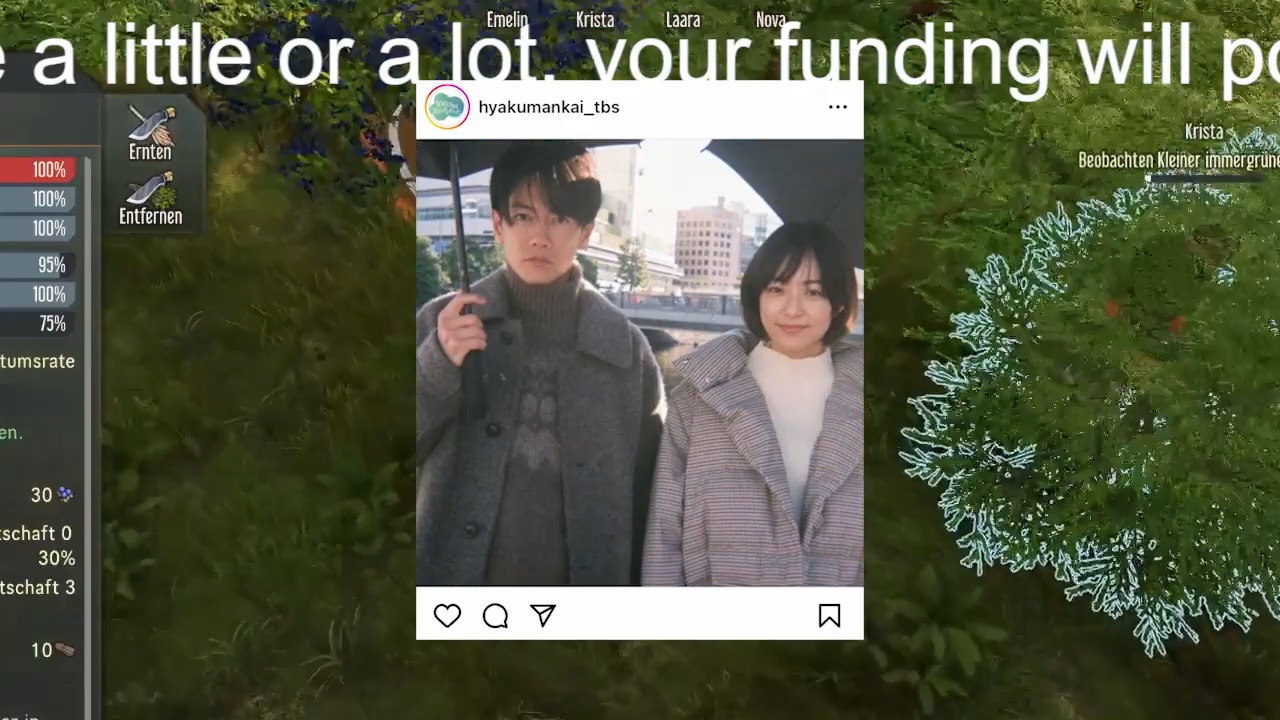 Emelin Krista Laara Nova
a little or a lot, your funding will
hyakumankai_tbs
Krista
Beobachten Kleiner immergrüne
Ernten
Entfernen
100%
100%
100%
95%
100%
75%
tumsrate
en.
30
tschaft 0
30%
tschaft 3
10